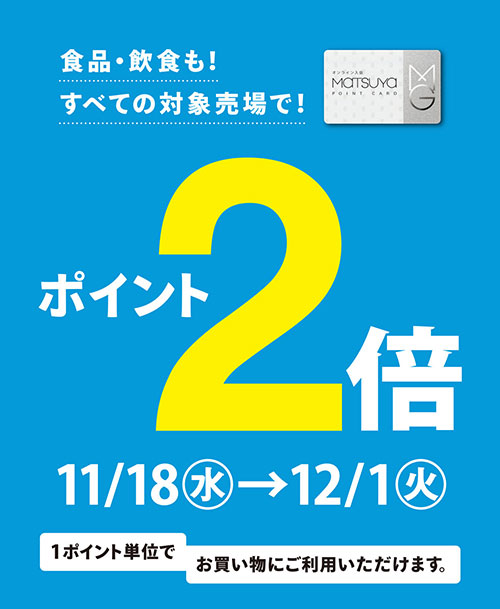 食品・飲食も!
すべての対象売場で!
オンライン入会
MATSUYA
POINT CARD
MG
ポイント2倍
11/18㊌→12/1㊋
1ポイント単位で
お買い物にご利用いただけます。